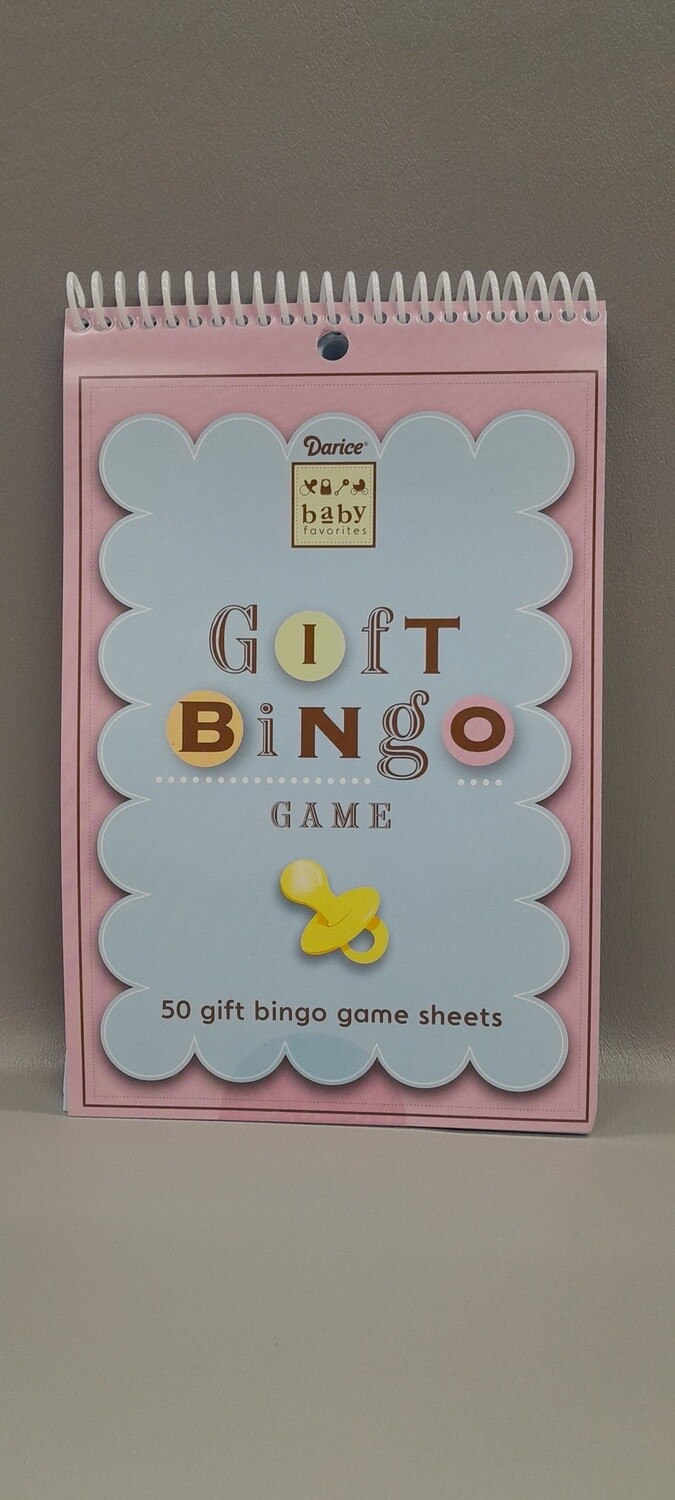 Darice®
baby
favorites
GIfT
BiNgO
GAME
50 gift bingo game sheets